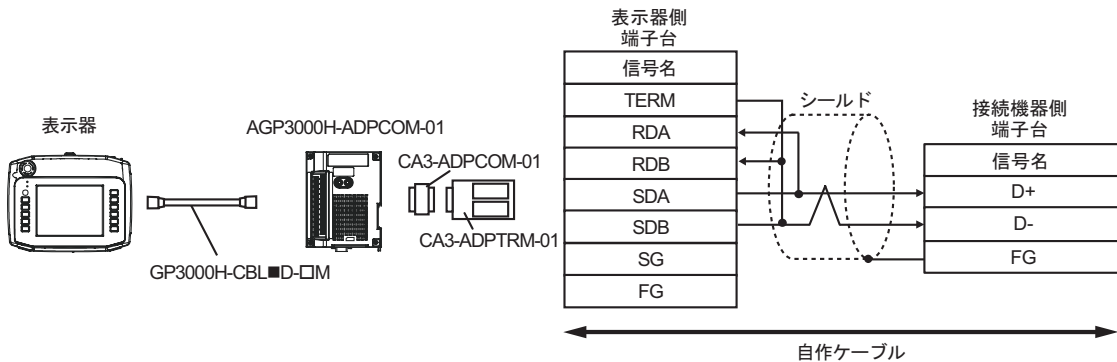 表示器
AGP3000H-ADPCOM-01
CA3-ADPCOM-01
CA3-ADPTRM-01
GP3000H-CBL■D-□M
表示器側
端子台
信号名
TERM
RDA
RDB
SDA
SDB
SG
FG
シールド
接続機器側
端子台
信号名
D+
D-
FG
自作ケーブル